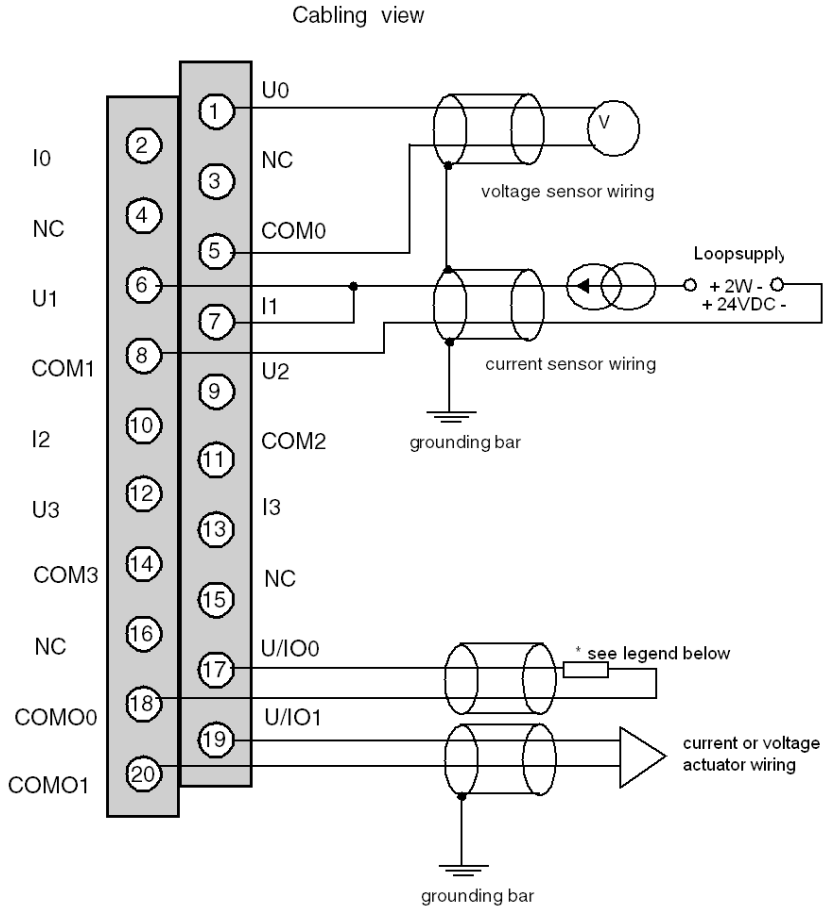 Cabling view
U0
1
2
I0
NC
3
V
voltage sensor wiring
4
NC
COM0
5
Loopsupply
6
U1
+ 2W -
+ 24VDC -
I1
7
8
COM1
current sensor wiring
U2
9
10
I2
grounding bar
COM2
11
12
U3
I3
13
14
COM3
NC
15
16
NC
U/IO0
* see legend below
17
18
COMO0
U/IO1
19
current or voltage
actuator wiring
20
COMO1
grounding bar